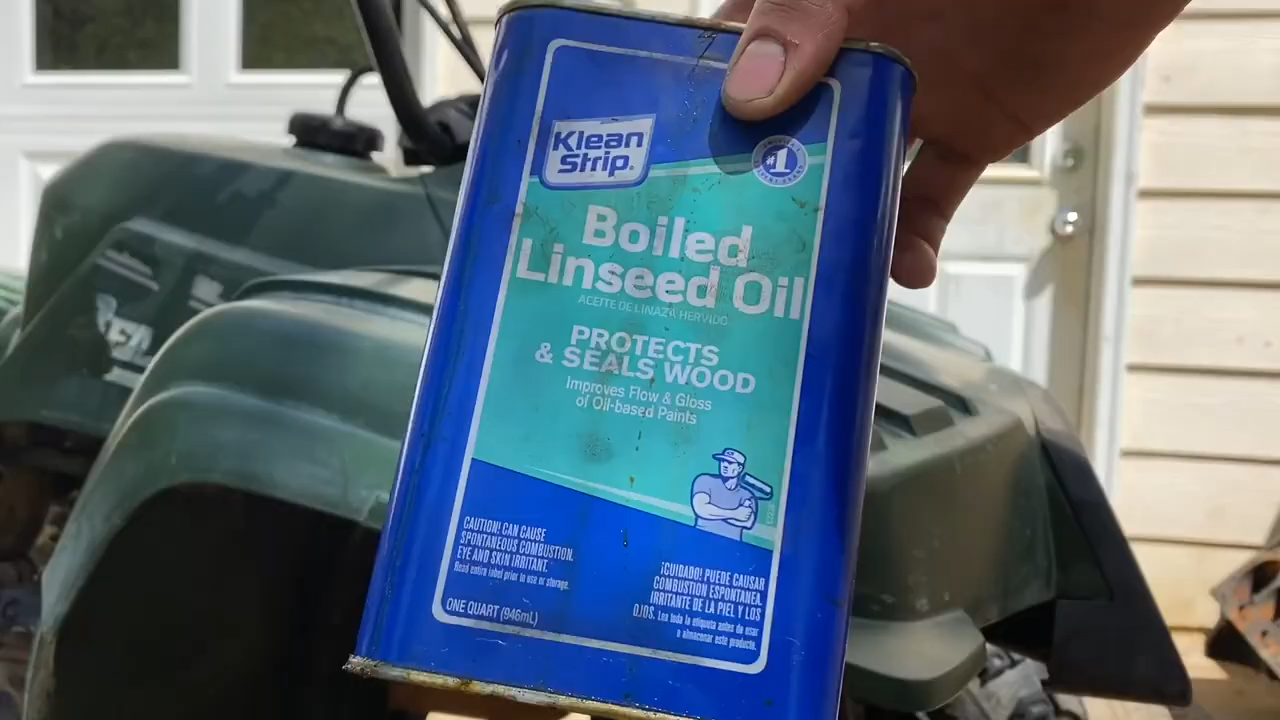 Klean
Strip®
#1
Boiled
Linseed Oil
ACEITE DE LINAZA HERVIDO
PROTECTS
& SEALS WOOD
Improves Flow & Gloss
of Oil-based Paints
CAUTION! CAN CAUSE
SPONTANEOUS COMBUSTION.
EYE AND SKIN IRRITANT.
Read entire label prior to use or storage.
ONE QUART (946mL)
¡CUIDADO! PUEDE CAUSAR
COMBUSTION ESPONTANEA.
IRRITANTE DE LA PIEL Y LOS
OJOS. Lea toda la etiqueta antes de usar
o almacenar este producto.